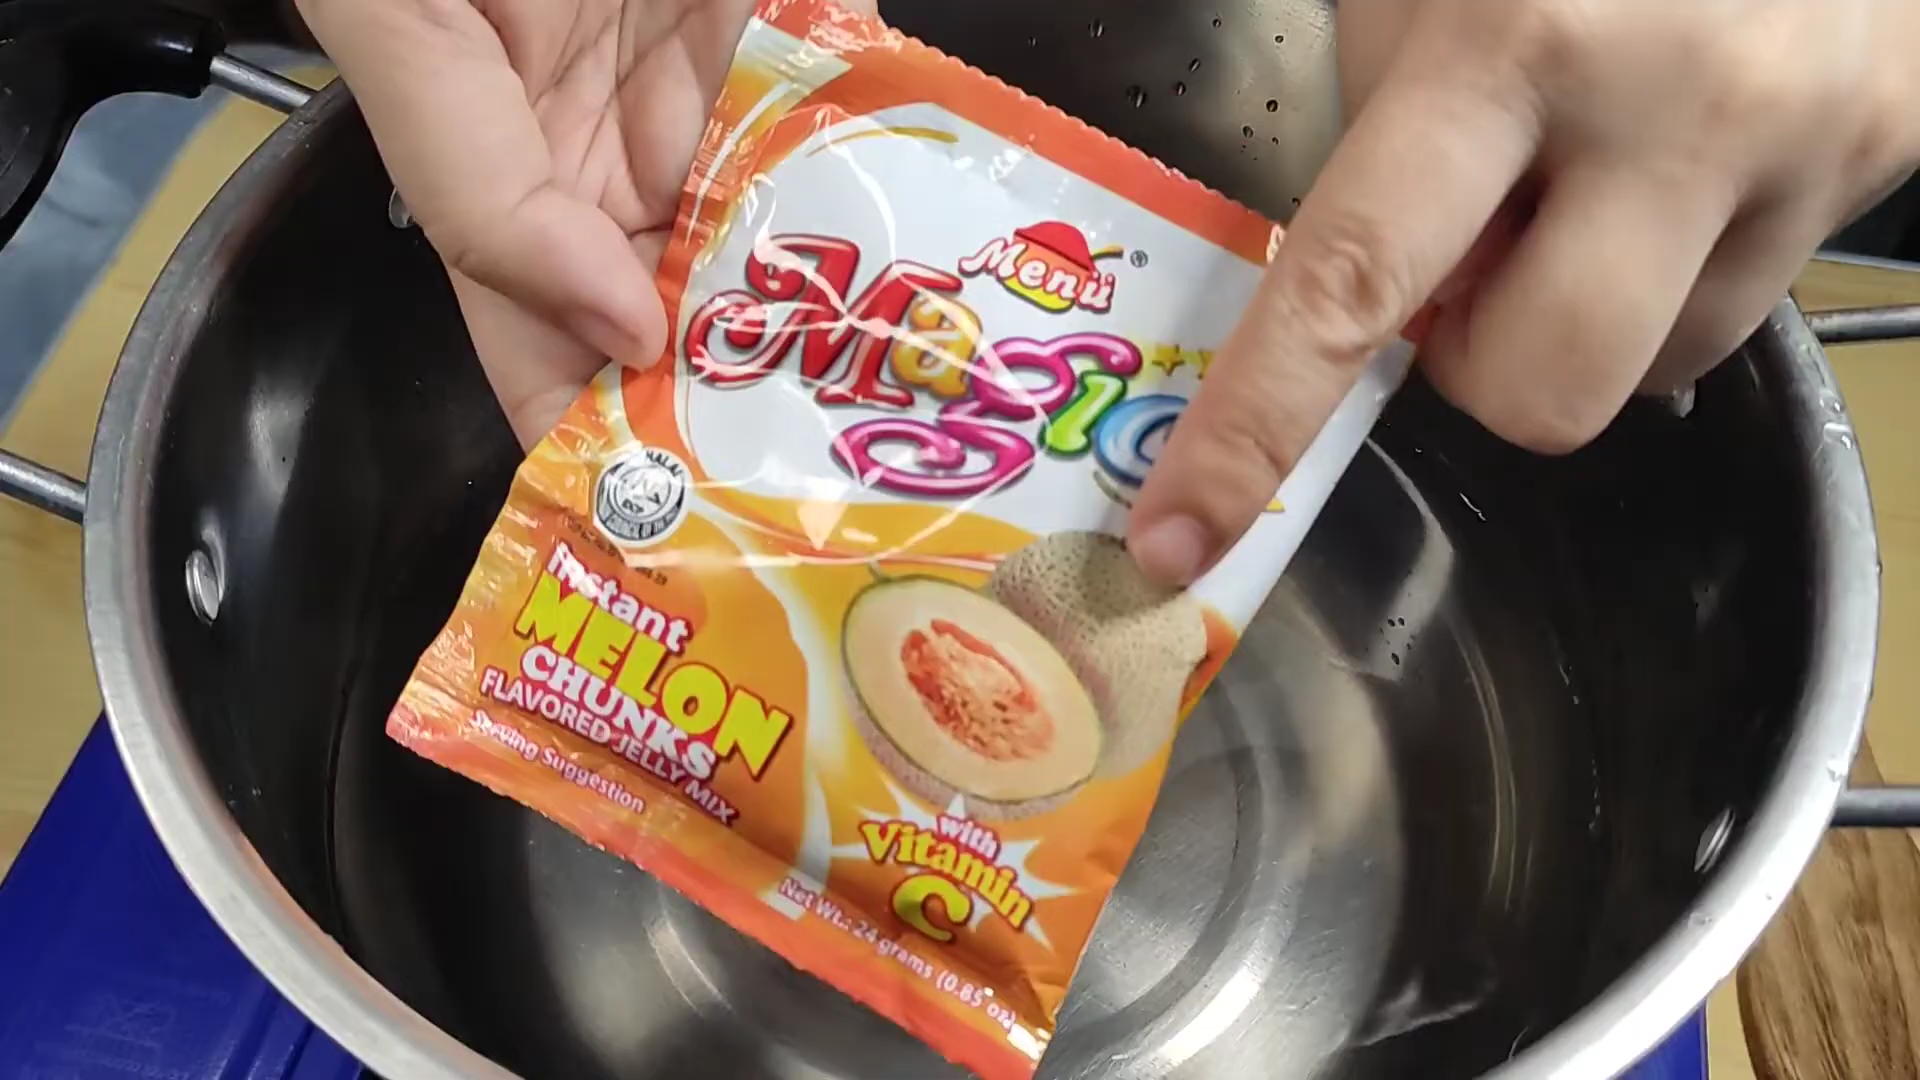 Menü®
Magic
HALAL
Instant
MELON
CHUNKS
FLAVORED JELLY MIX
Serving Suggestion
with
Vitamin
C
Net Wt.: 24 grams (0.85 oz)